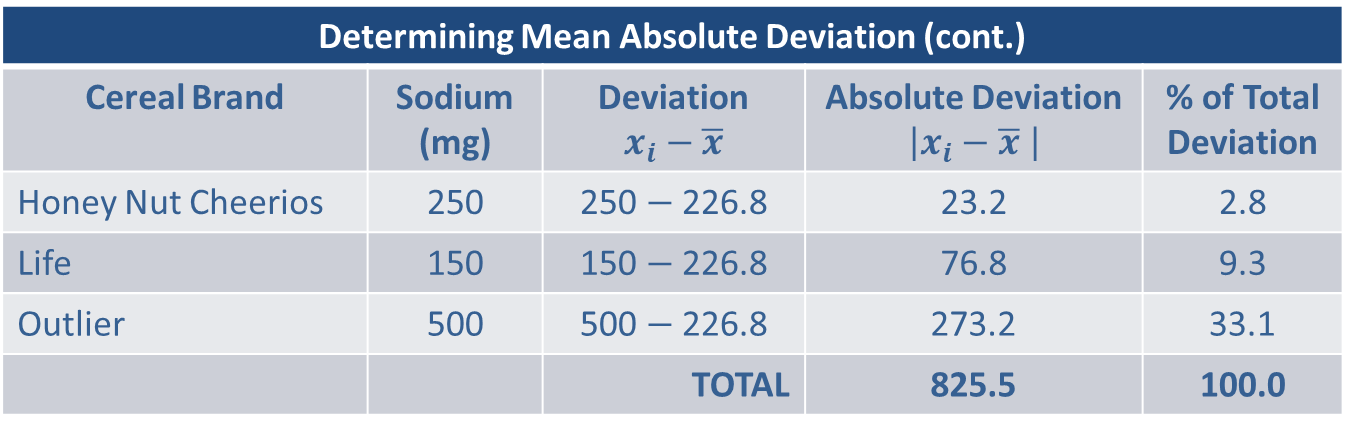 Determining Mean Absolute Deviation (cont.)
Cereal Brand Sodium (mg) Deviation xᵢ − x̅ Absolute Deviation |xᵢ − x̅ | % of Total Deviation
Honey Nut Cheerios 250 250 − 226.8 23.2 2.8
Life 150 150 − 226.8 76.8 9.3
Outlier 500 500 − 226.8 273.2 33.1
TOTAL 825.5 100.0